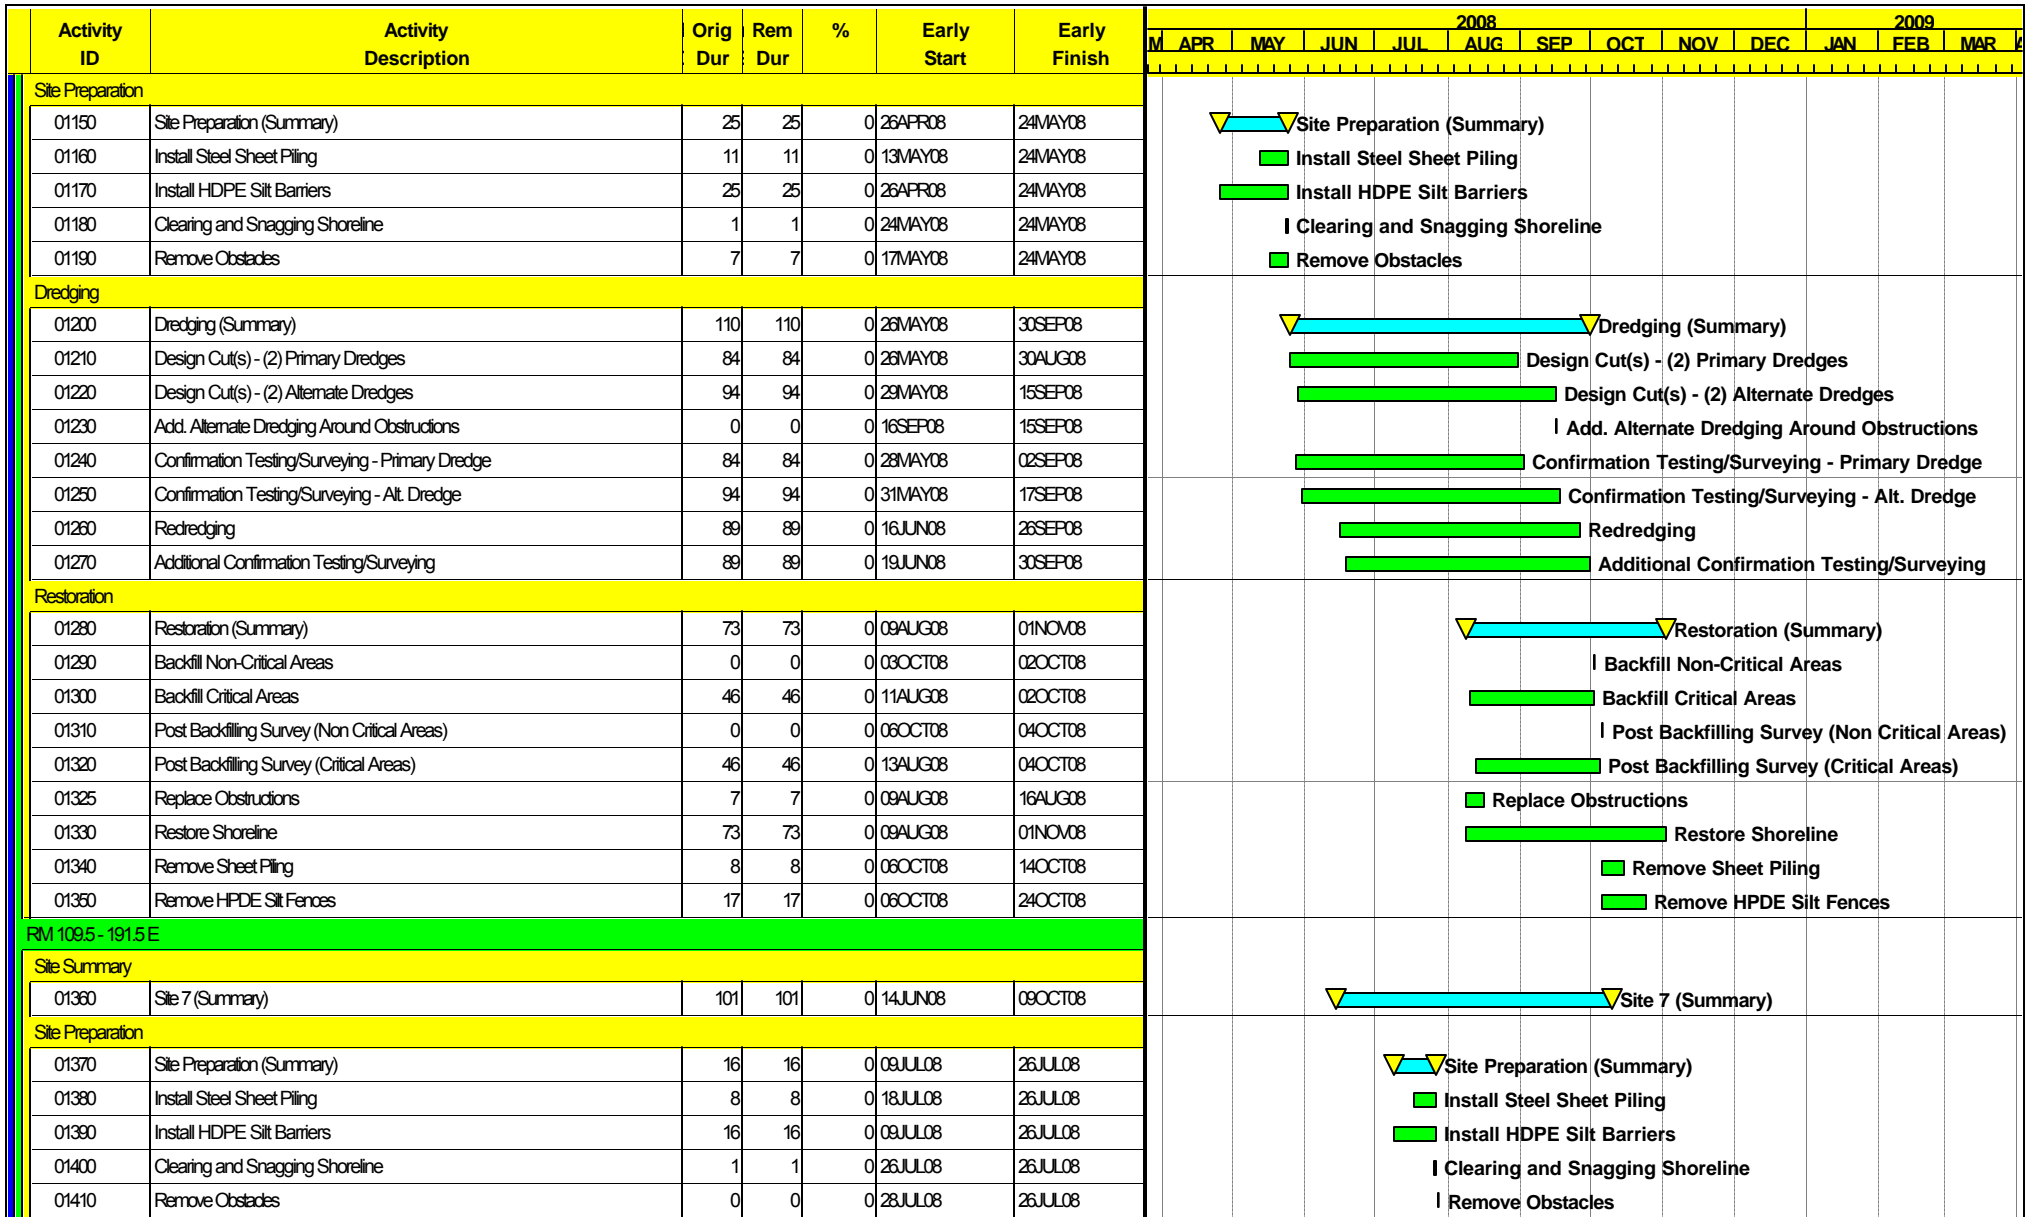 Activity ID Activity Description Orig Dur Rem Dur % Early Start Early Finish
2008 2009
M APR MAY JUN JUL AUG SEP OCT NOV DEC JAN FEB MAR A
Site Preparation
01150 Site Preparation (Summary) 25 25 0 26APR08 24MAY08 Site Preparation (Summary)
01160 Install Steel Sheet Piling 11 11 0 13MAY08 24MAY08 Install Steel Sheet Piling
01170 Install HDPE Silt Barriers 25 25 0 26APR08 24MAY08 Install HDPE Silt Barriers
01180 Clearing and Snagging Shoreline 1 1 0 24MAY08 24MAY08 Clearing and Snagging Shoreline
01190 Remove Obstacles 7 7 0 17MAY08 24MAY08 Remove Obstacles
Dredging
01200 Dredging (Summary) 110 110 0 26MAY08 30SEP08 Dredging (Summary)
01210 Design Cut(s) - (2) Primary Dredges 84 84 0 26MAY08 30AUG08 Design Cut(s) - (2) Primary Dredges
01220 Design Cut(s) - (2) Alternate Dredges 94 94 0 29MAY08 15SEP08 Design Cut(s) - (2) Alternate Dredges
01230 Add. Alternate Dredging Around Obstructions 0 0 0 16SEP08 15SEP08 Add. Alternate Dredging Around Obstructions
01240 Confirmation Testing/Surveying - Primary Dredge 84 84 0 28MAY08 02SEP08 Confirmation Testing/Surveying - Primary Dredge
01250 Confirmation Testing/Surveying - Alt. Dredge 94 94 0 31MAY08 17SEP08 Confirmation Testing/Surveying - Alt. Dredge
01260 Redredging 89 89 0 16JUN08 26SEP08 Redredging
01270 Additional Confirmation Testing/Surveying 89 89 0 19JUN08 30SEP08 Additional Confirmation Testing/Surveying
Restoration
01280 Restoration (Summary) 73 73 0 09AUG08 01NOV08 Restoration (Summary)
01290 Backfill Non-Critical Areas 0 0 0 03OCT08 02OCT08 Backfill Non-Critical Areas
01300 Backfill Critical Areas 46 46 0 11AUG08 02OCT08 Backfill Critical Areas
01310 Post Backfilling Survey (Non Critical Areas) 0 0 0 06OCT08 04OCT08 Post Backfilling Survey (Non Critical Areas)
01320 Post Backfilling Survey (Critical Areas) 46 46 0 13AUG08 04OCT08 Post Backfilling Survey (Critical Areas)
01325 Replace Obstructions 7 7 0 09AUG08 16AUG08 Replace Obstructions
01330 Restore Shoreline 73 73 0 09AUG08 01NOV08 Restore Shoreline
01340 Remove Sheet Piling 8 8 0 06OCT08 14OCT08 Remove Sheet Piling
01350 Remove HPDE Silt Fences 17 17 0 06OCT08 24OCT08 Remove HPDE Silt Fences
RM 109.5 - 191.5 E
Site Summary
01360 Site 7 (Summary) 101 101 0 14JUN08 09OCT08 Site 7 (Summary)
Site Preparation
01370 Site Preparation (Summary) 16 16 0 09JUL08 26JUL08 Site Preparation (Summary)
01380 Install Steel Sheet Piling 8 8 0 18JUL08 26JUL08 Install Steel Sheet Piling
01390 Install HDPE Silt Barriers 16 16 0 09JUL08 26JUL08 Install HDPE Silt Barriers
01400 Clearing and Snagging Shoreline 1 1 0 26JUL08 26JUL08 Clearing and Snagging Shoreline
01410 Remove Obstacles 0 0 0 28JUL08 26JUL08 Remove Obstacles